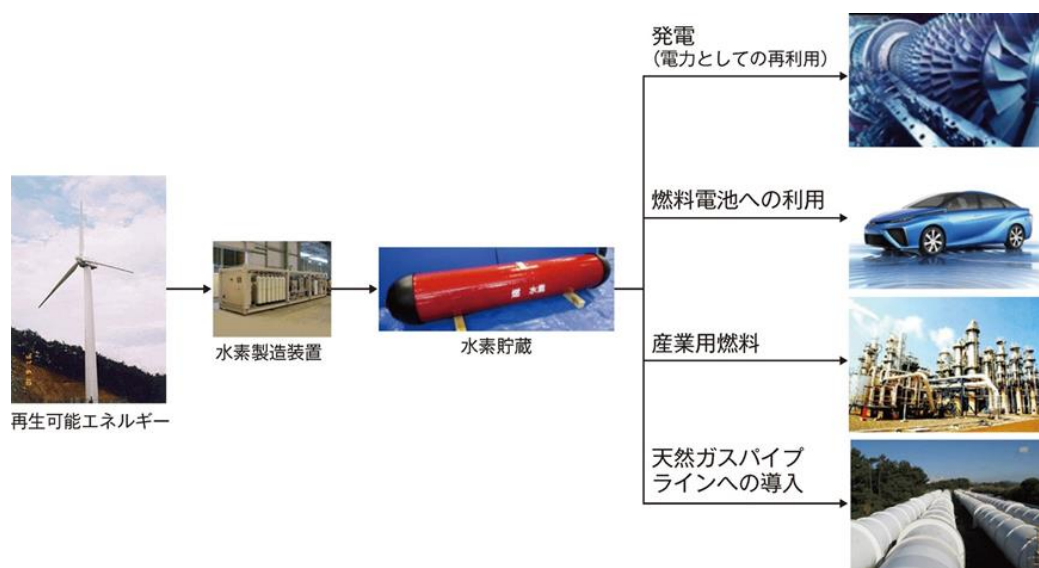 発電
（電力としての再利用）
燃料電池への利用
再生可能エネルギー
水素製造装置
水素貯蔵
産業用燃料
天然ガスパイプ
ラインへの導入
水素